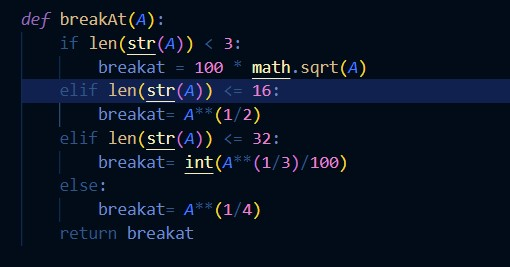 def breakAt(A):
    if len(str(A)) < 3:
        breakat = 100 * math.sqrt(A)
    elif len(str(A)) <= 16:
        breakat= A**(1/2)
    elif len(str(A)) <= 32:
        breakat= int(A**(1/3)/100)
    else:
        breakat= A**(1/4)
    return breakat